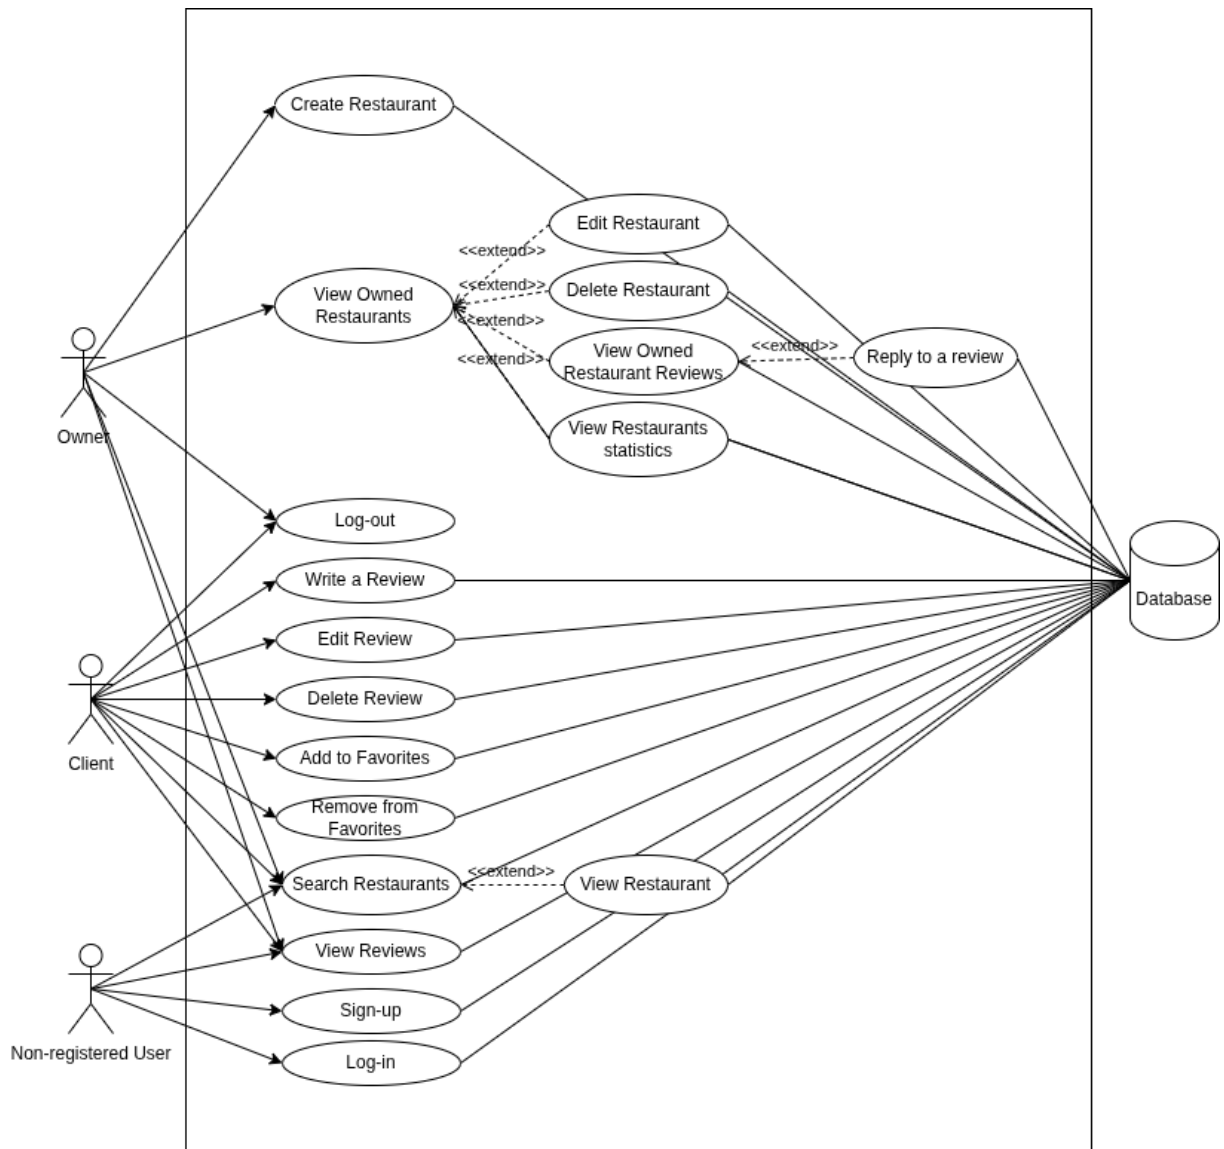 Create Restaurant
Edit Restaurant
<<extend>>
View Owned
Restaurants
<<extend>>
Delete Restaurant
<<extend>>
<<extend>>
View Owned
Restaurant Reviews
<<extend>>
Reply to a review
View Restaurants
statistics
Owner
Log-out
Write a Review
Database
Edit Review
Delete Review
Client
Add to Favorites
Remove from
Favorites
Search Restaurants
<<extend>>
View Restaurant
View Reviews
Sign-up
Non-registered User
Log-in